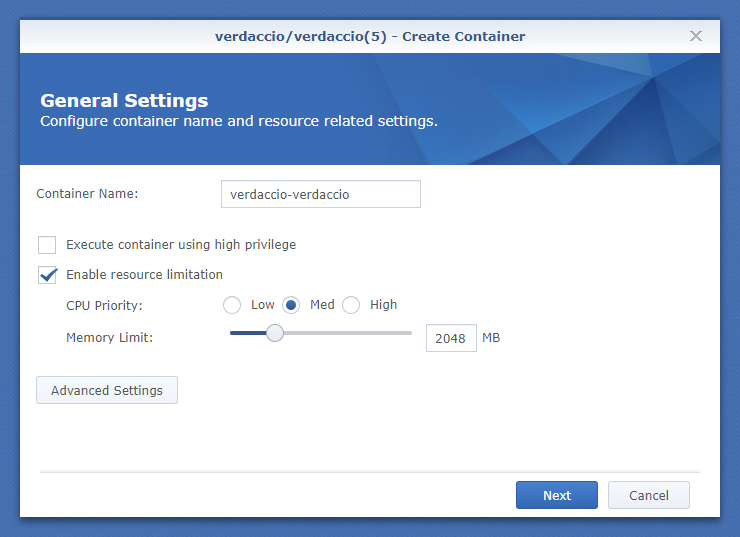 verdaccio/verdaccio(5) - Create Container
General Settings
Configure container name and resource related settings.
Container Name: verdaccio-verdaccio
Execute container using high privilege
Enable resource limitation
CPU Priority: Low Med High
Memory Limit: 2048 MB
Advanced Settings
Next Cancel